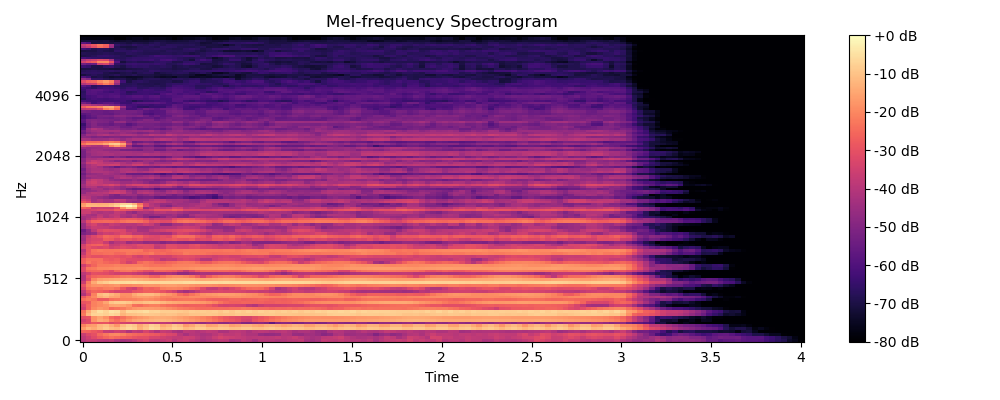 Mel-frequency Spectrogram
+0 dB
-10 dB
4096
-20 dB
-30 dB
2048
Hz
-40 dB
1024
-50 dB
-60 dB
512
-70 dB
0
-80 dB
0 0.5 1 1.5 2 2.5 3 3.5 4
Time